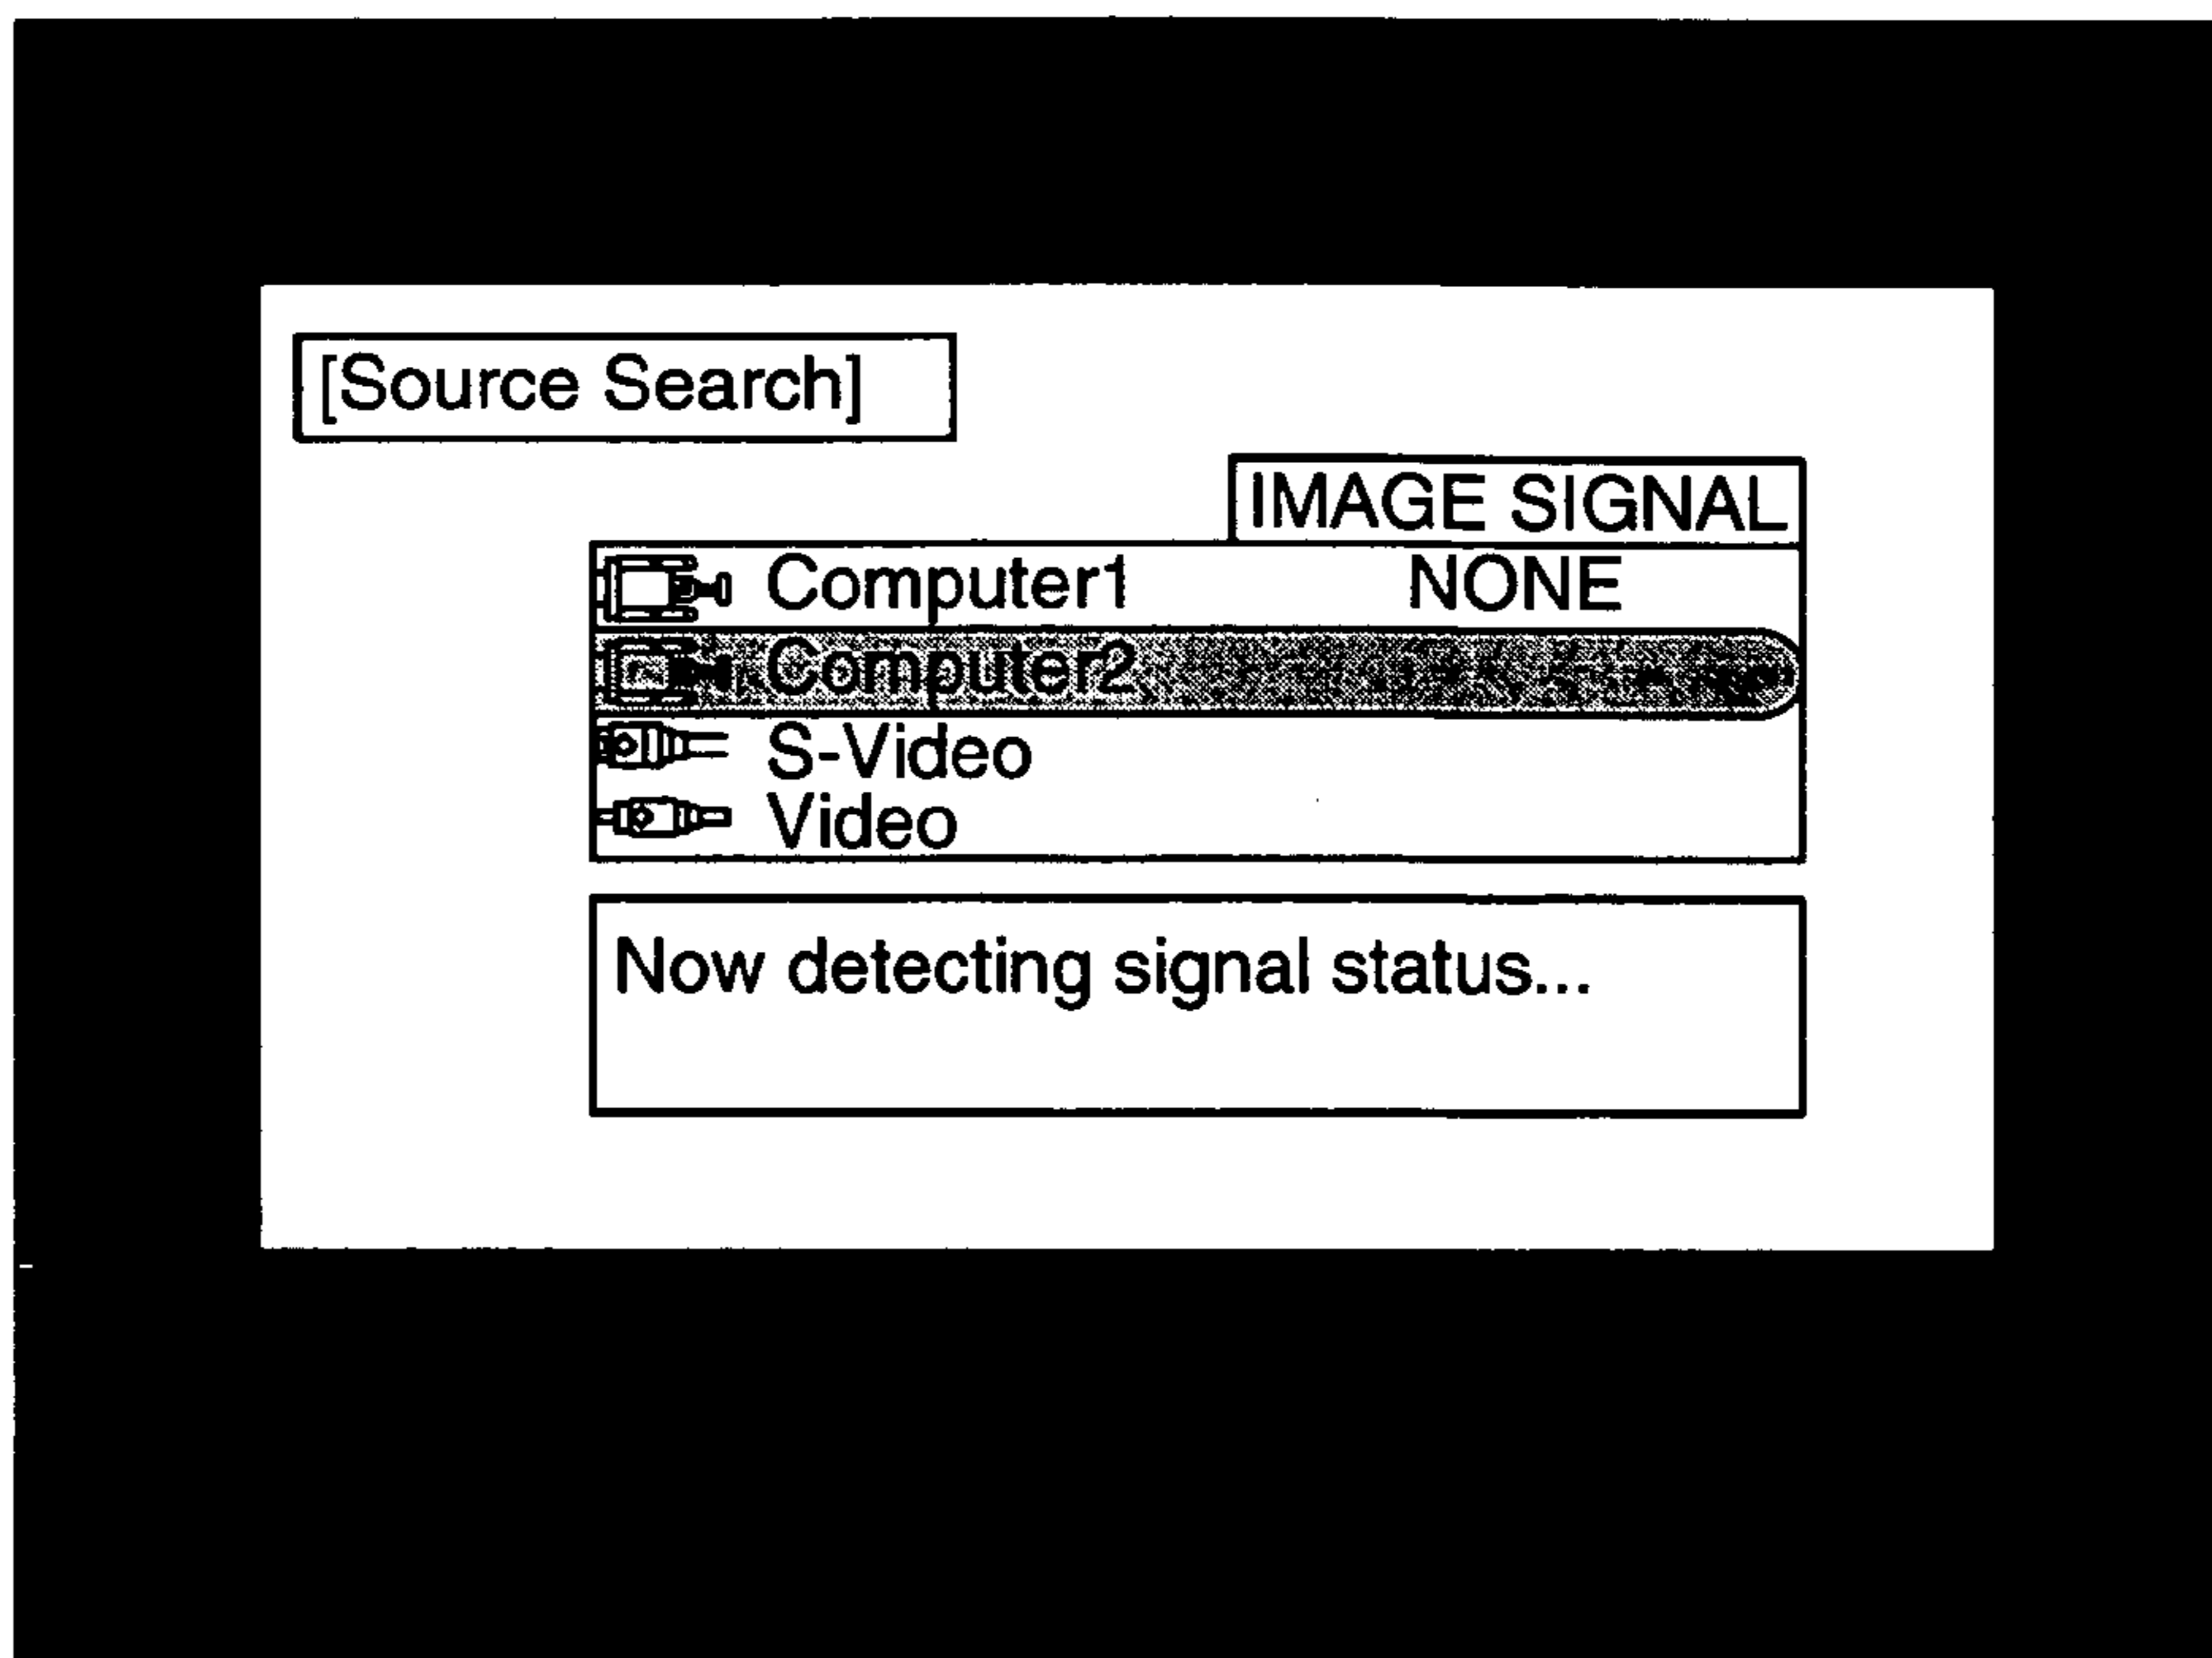 [Source Search]
IMAGE SIGNAL
Computer1 NONE
Computer2
S-Video
Video
Now detecting signal status...